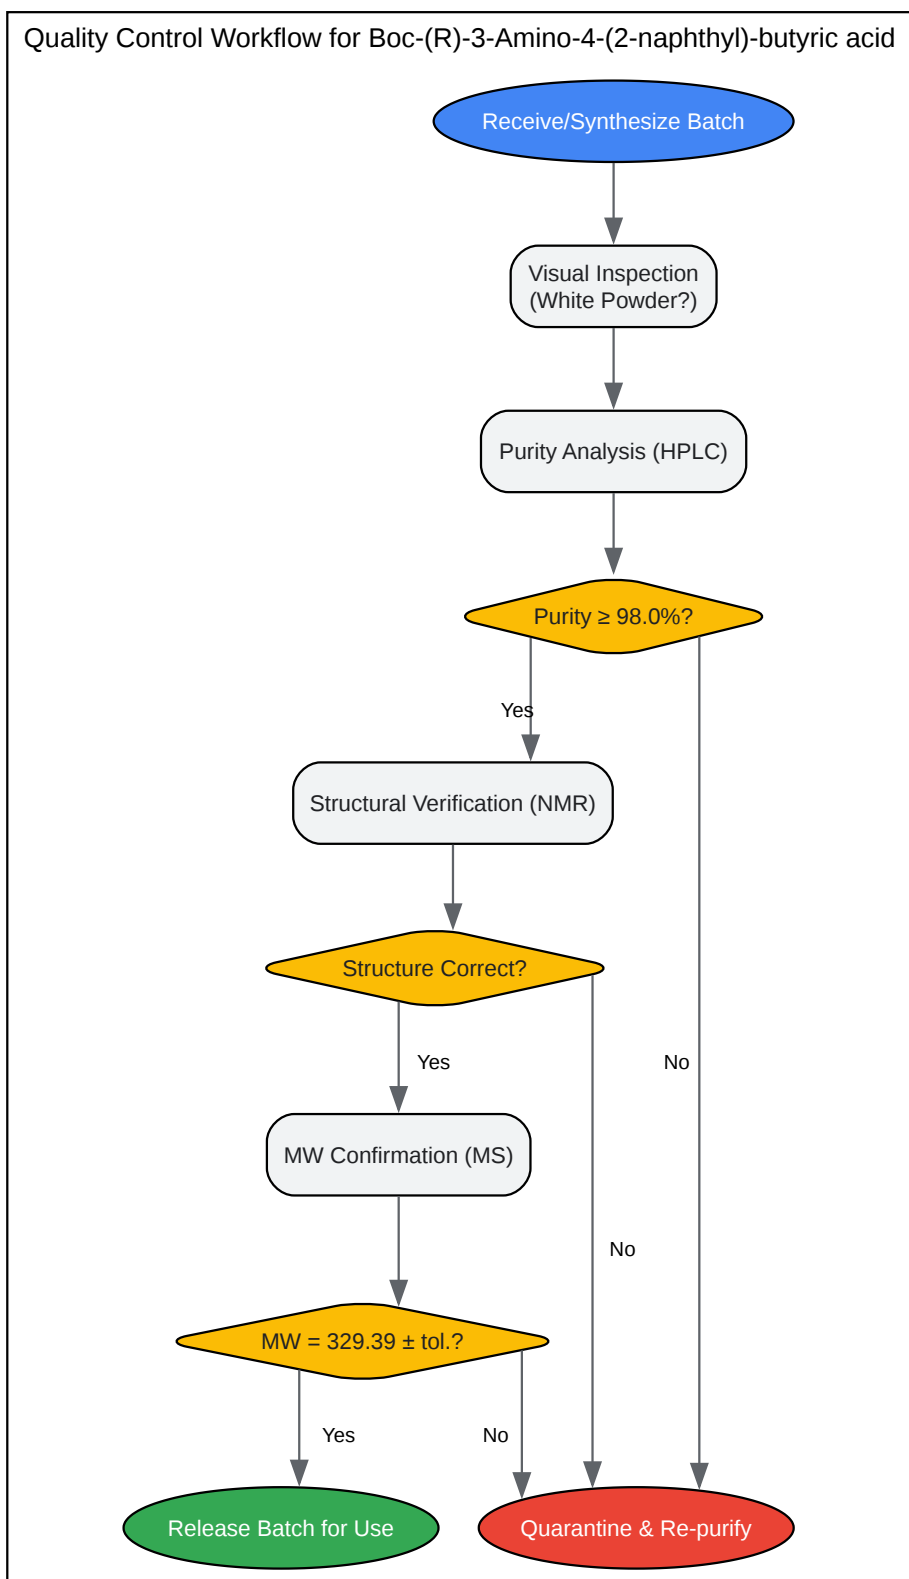 Quality Control Workflow for Boc-(R)-3-Amino-4-(2-naphthyl)-butyric acid
Receive/Synthesize Batch
Visual Inspection
(White Powder?)
Purity Analysis (HPLC)
Purity ≥ 98.0%?
Yes
Structural Verification (NMR)
Structure Correct?
Yes
No
MW Confirmation (MS)
No
MW = 329.39 ± tol.?
Yes
No
Release Batch for Use
Quarantine & Re-purify